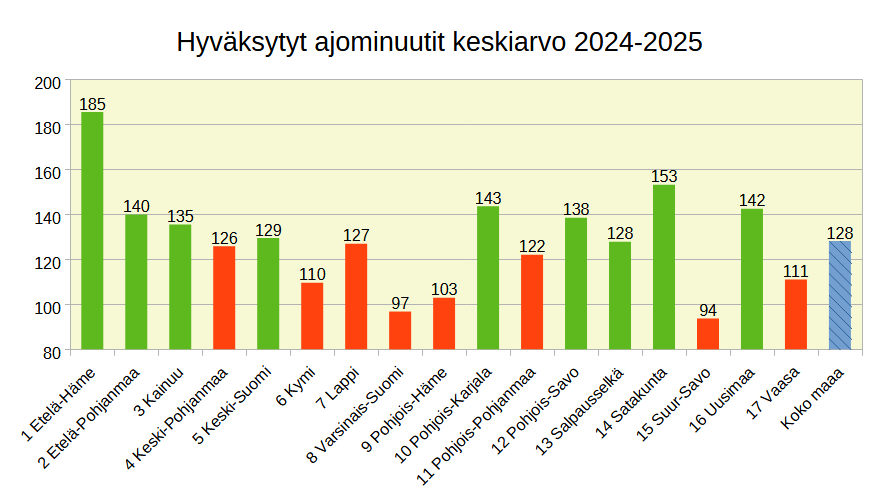 Hyväksytyt ajominuutit keskiarvo 2024-2025
200
180
160
140
120
100
80
185
140
135
126
129
110
127
97
103
143
122
138
128
153
94
142
111
128
1 Etelä-Häme
2 Etelä-Pohjanmaa
3 Kainuu
4 Keski-Pohjanmaa
5 Keski-Suomi
6 Kymi
7 Lappi
8 Varsinais-Suomi
9 Pohjois-Häme
10 Pohjois-Karjala
11 Pohjois-Pohjanmaa
12 Pohjois-Savo
13 Salpausselkä
14 Satakunta
15 Suur-Savo
16 Uusimaa
17 Vaasa
Koko maaa